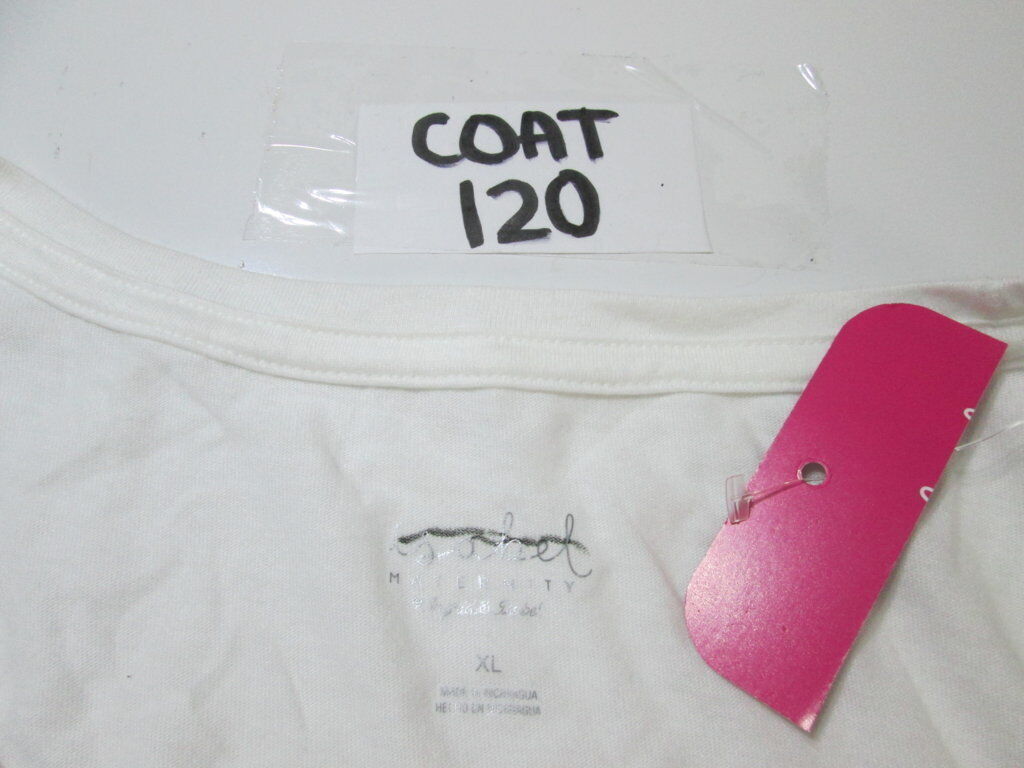 COAT
120
isabel
MATERNITY
XL
MADE IN NICARAGUA
HECHO EN NICARAGUA